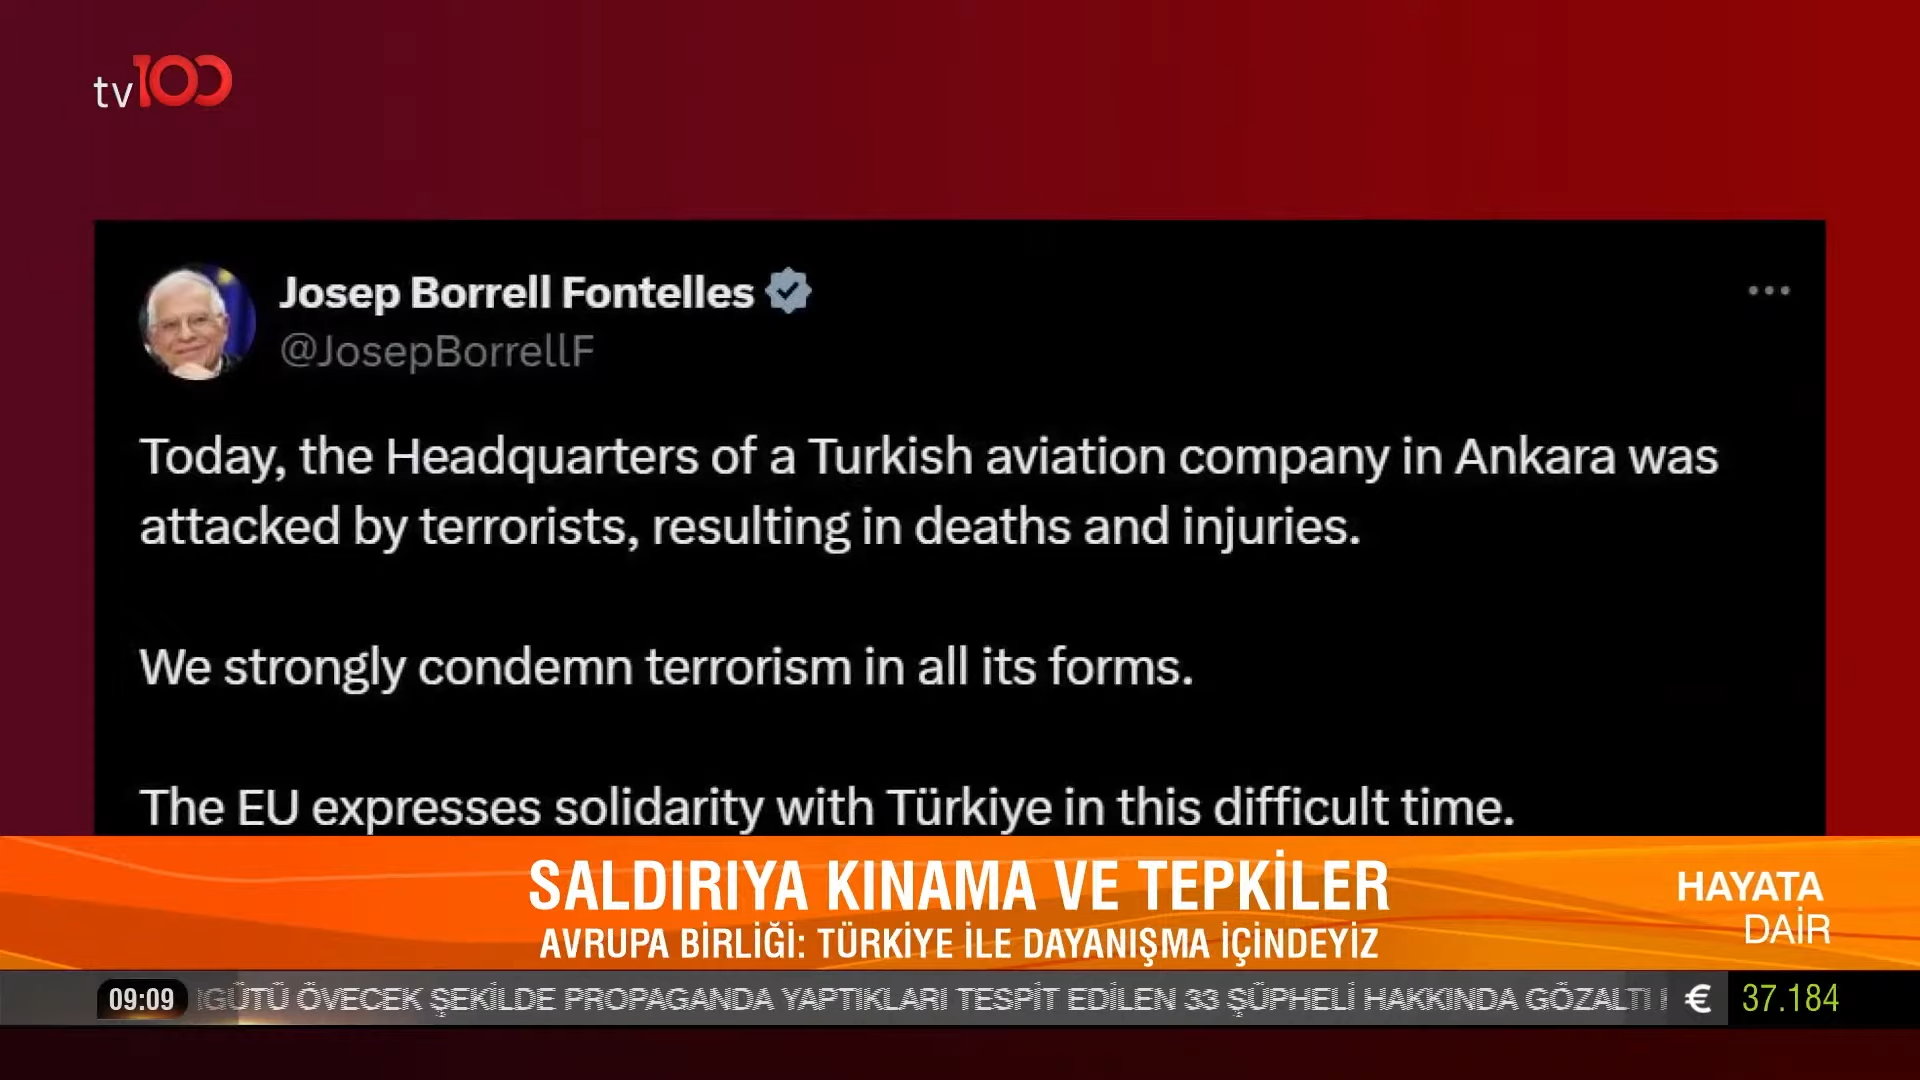 tv100
Josep Borrell Fontelles
@JosepBorrellF
Today, the Headquarters of a Turkish aviation company in Ankara was
attacked by terrorists, resulting in deaths and injuries.
We strongly condemn terrorism in all its forms.
The EU expresses solidarity with Türkiye in this difficult time.
SALDIRIYA KINAMA VE TEPKİLER
AVRUPA BİRLİĞİ: TÜRKİYE İLE DAYANIŞMA İÇİNDEYİZ
HAYATA
DAİR
09:09 ÖVECEK ŞEKİLDE PROPAGANDA YAPTIKLARI TESPİT EDİLEN 33 ŞÜPHELİ HAKKINDA GÖZALTI € 37.184